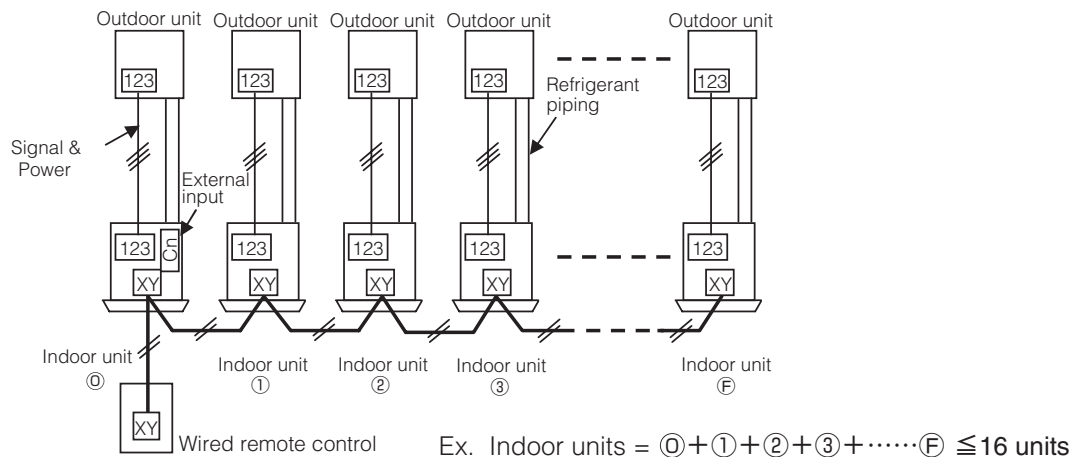 Outdoor unit Outdoor unit Outdoor unit Outdoor unit Outdoor unit
123 123 123 123 123
Refrigerant
piping
Signal &
Power
External
input
123 Cn 123 123 123 123
XY XY XY XY XY
Indoor unit
⓪
Indoor unit
①
Indoor unit
②
Indoor unit
③
Indoor unit
Ⓕ
XY
Wired remote control
Ex. Indoor units = ⓪+①+②+③+……Ⓕ ≦16 units